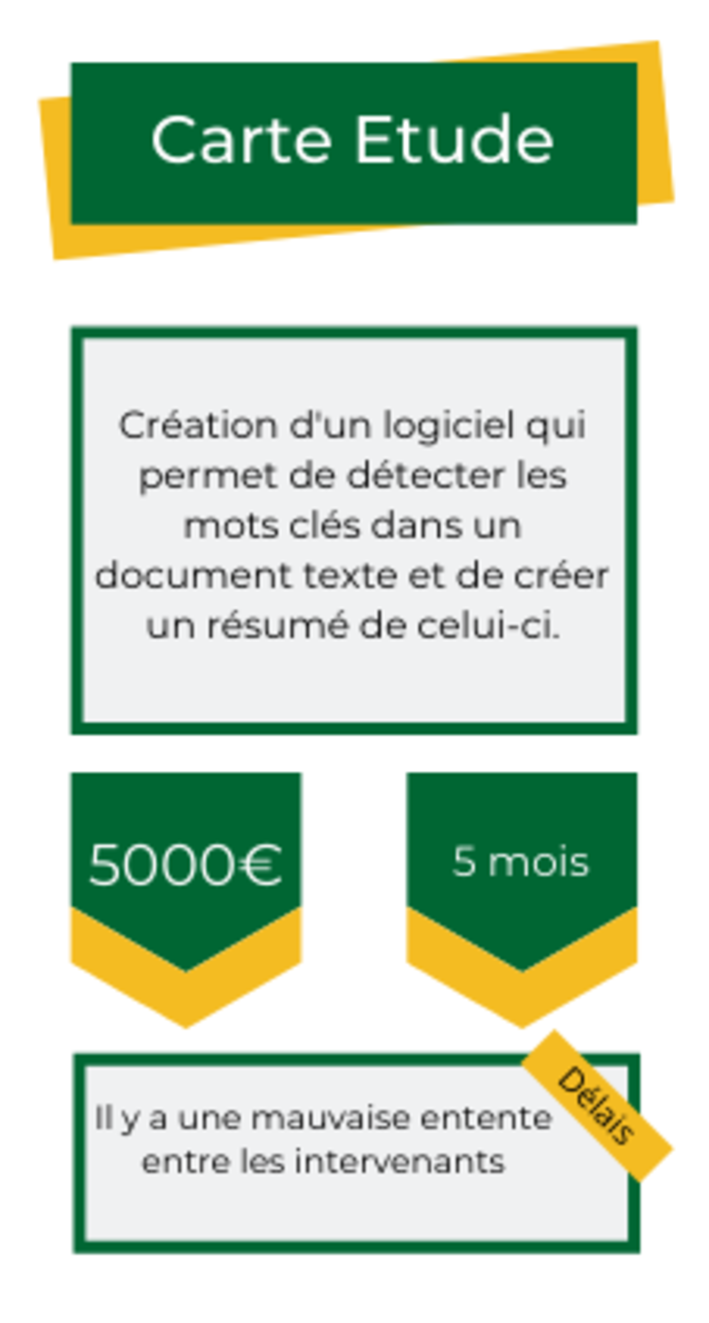 Carte Etude
Création d'un logiciel qui
permet de détecter les
mots clés dans un
document texte et de créer
un résumé de celui-ci.
5000€
5 mois
Délais
Il y a une mauvaise entente
entre les intervenants